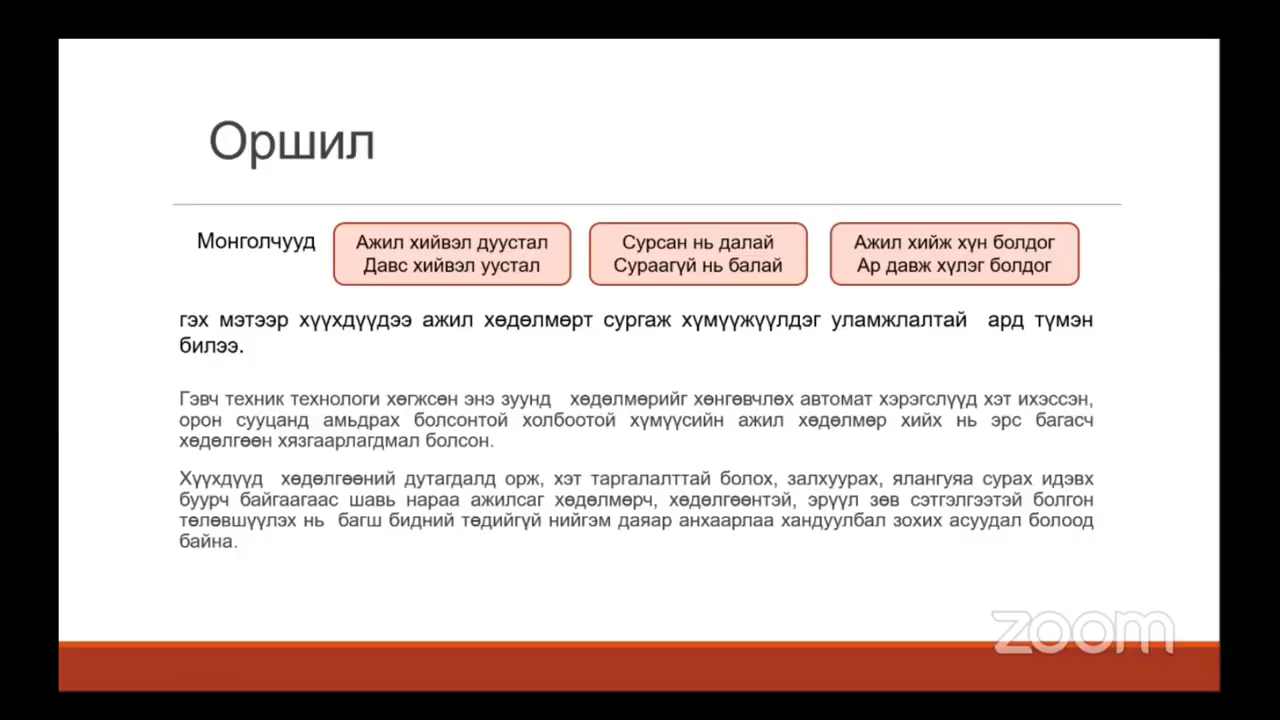 Оршил
Монголчууд
Ажил хийвэл дуустал
Давс хийвэл уустал
Сурсан нь далай
Сураагүй нь балай
Ажил хийж хүн болдог
Ар давж хүлэг болдог
гэх мэтээр хүүхдүүдээ ажил хөдөлмөрт сургаж хүмүүжүүлдэг уламжлалтай ард түмэн
билээ.
Гэвч техник технологи хөгжсөн энэ зуунд хөдөлмөрийг хөнгөвчлөх автомат хэрэгслүүд хэт ихэссэн,
орон сууцанд амьдрах болсонтой холбоотой хүмүүсийн ажил хөдөлмөр хийх нь эрс багасч
хөдөлгөөн хязгаарлагдмал болсон.
Хүүхдүүд хөдөлгөөний дутагдалд орж, хэт таргалалттай болох, залхуурах, ялангуяа сурах идэвх
буурч байгаагаас шавь нараа ажилсаг хөдөлмөрч, хөдөлгөөнтэй, эрүүл зөв сэтгэлгээтэй болгон
төлөвшүүлэх нь багш бидний төдийгүй нийгэм даяар анхаарлаа хандуулбал зохих асуудал болоод
байна.
zoom